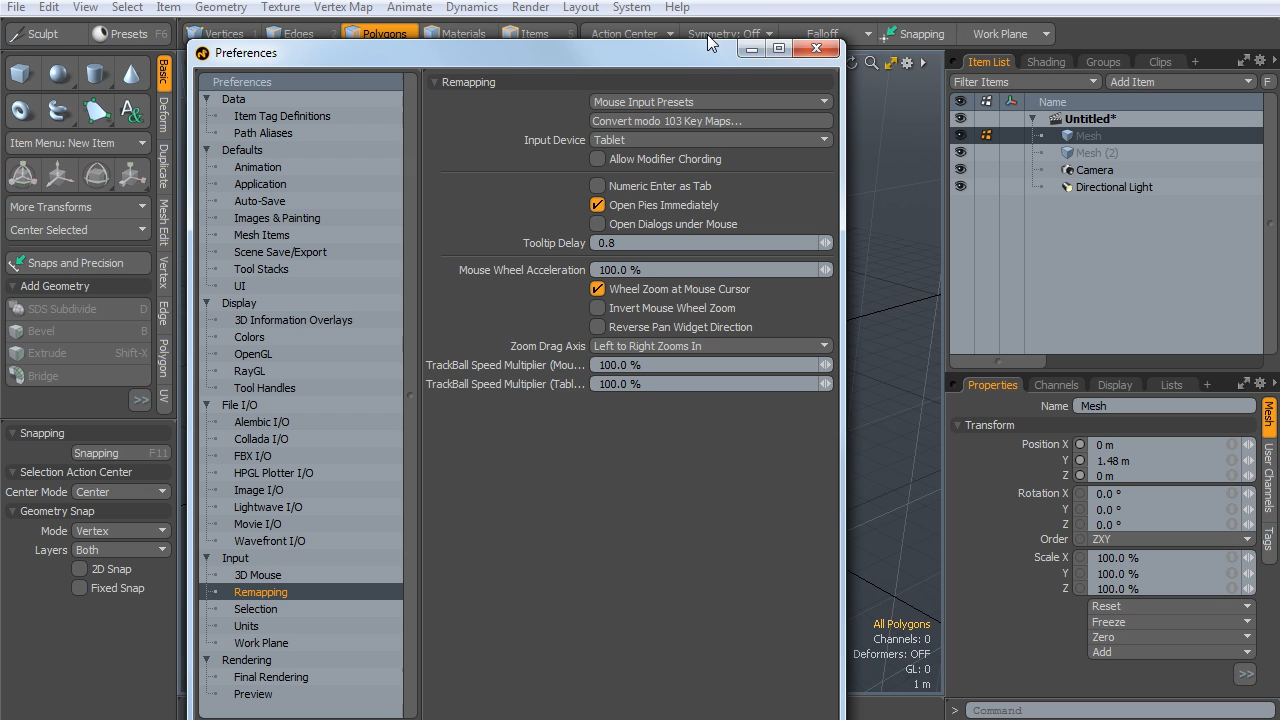 File Edit View Select Item Geometry Texture Vertex Map Animate Dynamics Render Layout System Help
Sculpt Presets F6 Vertices 1 Edges 2 Polygons Materials 4 Items 5 Action Center Symmetry: Off Falloff Snapping Work Plane
Preferences
Basic
Deform
Duplicate
Mesh Edit
Vertex
Edge
Polygon
UV
Item Menu: New Item
More Transforms
Center Selected
Snaps and Precision
Add Geometry
SDS Subdivide D
Bevel B
Extrude Shift-X
Bridge
>>
Snapping
Snapping F11
Selection Action Center
Center Mode Center
Geometry Snap
Mode Vertex
Layers Both
2D Snap
Fixed Snap
Preferences
Data
Item Tag Definitions
Path Aliases
Defaults
Animation
Application
Auto-Save
Images & Painting
Mesh Items
Scene Save/Export
Tool Stacks
UI
Display
3D Information Overlays
Colors
OpenGL
RayGL
Tool Handles
File I/O
Alembic I/O
Collada I/O
FBX I/O
HPGL Plotter I/O
Image I/O
Lightwave I/O
Movie I/O
Wavefront I/O
Input
3D Mouse
Remapping
Selection
Units
Work Plane
Rendering
Final Rendering
Preview
Remapping
Mouse Input Presets
Convert modo 103 Key Maps...
Input Device Tablet
Allow Modifier Chording
Numeric Enter as Tab
Open Pies Immediately
Open Dialogs under Mouse
Tooltip Delay 0.8
Mouse Wheel Acceleration 100.0 %
Wheel Zoom at Mouse Cursor
Invert Mouse Wheel Zoom
Reverse Pan Widget Direction
Zoom Drag Axis Left to Right Zooms In
TrackBall Speed Multiplier (Mou... 100.0 %
TrackBall Speed Multiplier (Tabl... 100.0 %
All Polygons
Channels: 0
Deformers: OFF
GL: 0
1 m
Item List Shading Groups Clips +
Filter Items Add Item F
Name
Untitled*
Mesh
Mesh (2)
Camera
Directional Light
Properties Channels Display Lists +
Name Mesh
Transform
Position X 0 m
Y 1.48 m
Z 0 m
Rotation X 0.0 °
Y 0.0 °
Z 0.0 °
Order ZXY
Scale X 100.0 %
Y 100.0 %
Z 100.0 %
Reset
Freeze
Zero
Add
>>
Mesh
User Channels
Tags
> Command